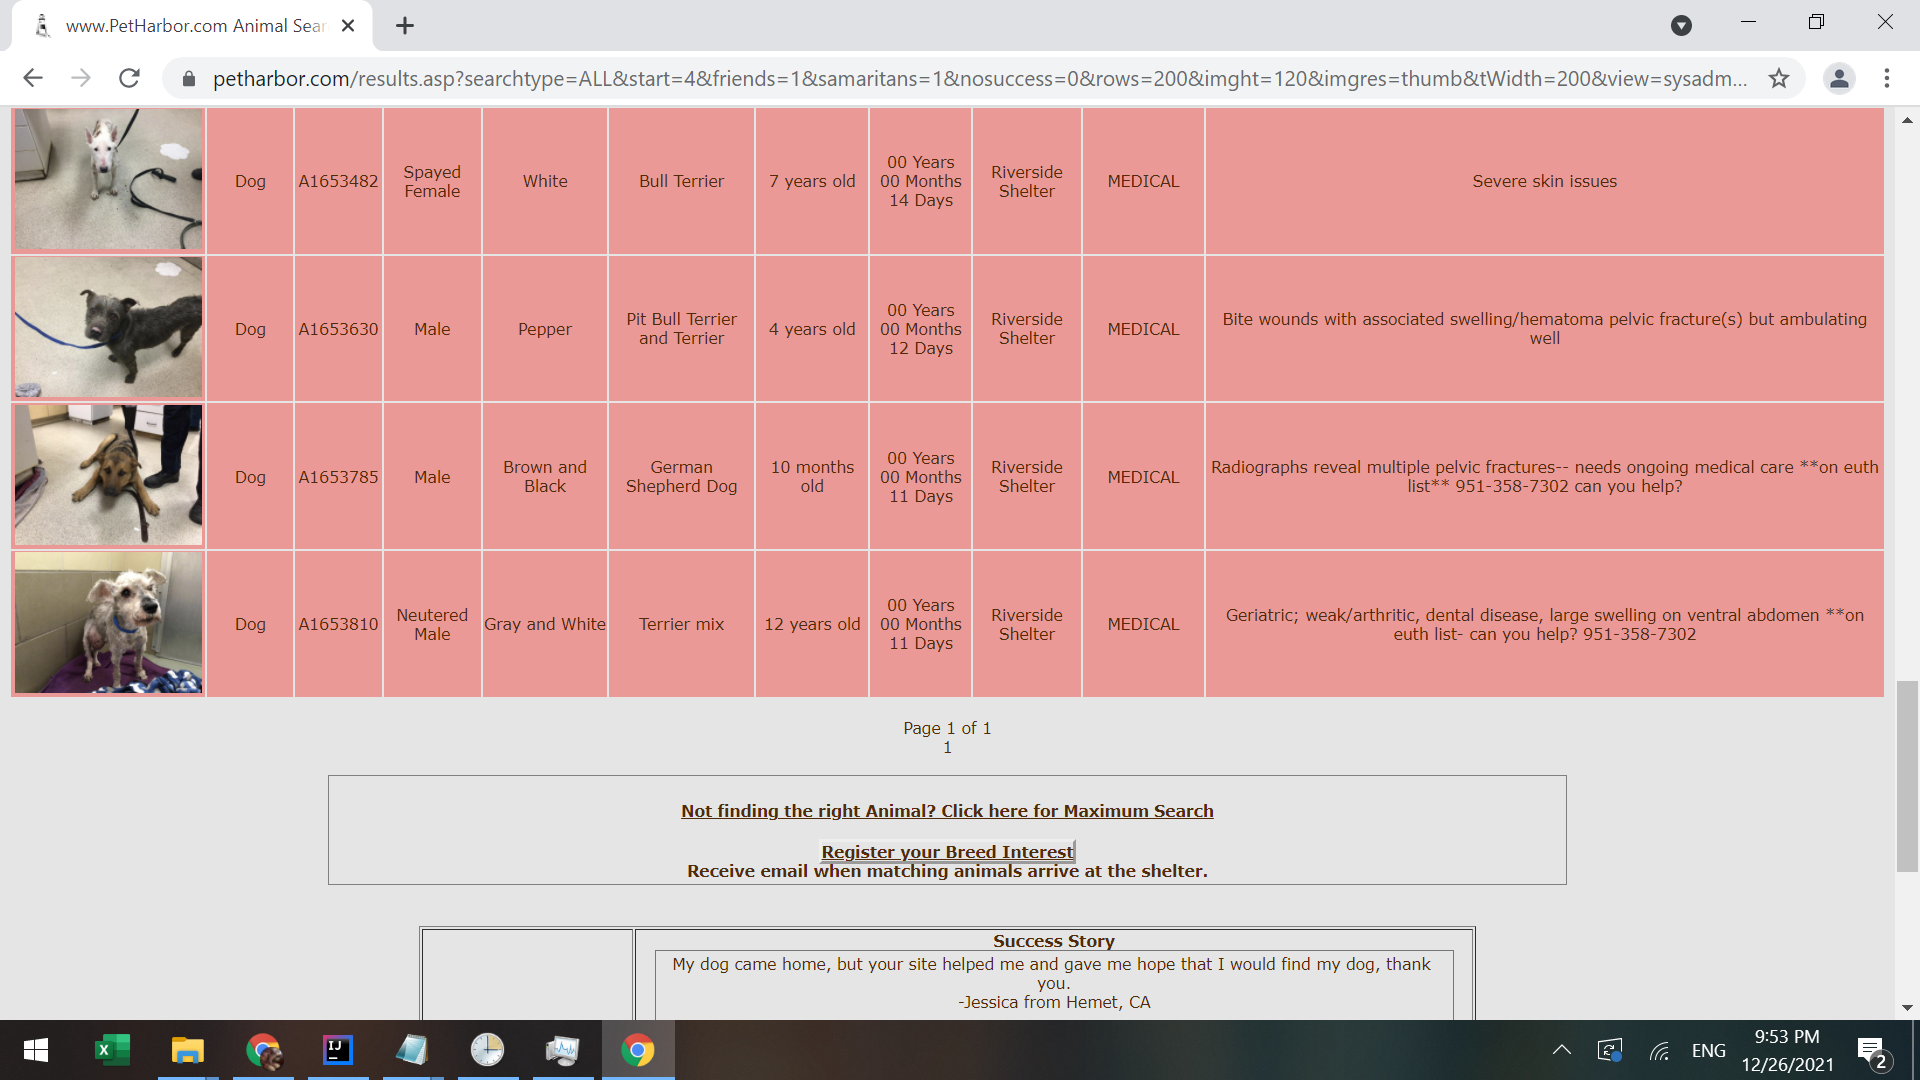 www.PetHarbor.com Animal Sear
petharbor.com/results.asp?searchtype=ALL&start=4&friends=1&samaritans=1&nosuccess=0&rows=200&imght=120&imgres=thumb&tWidth=200&view=sysadm...
Dog
A1653482
Spayed
Female
White
Bull Terrier
7 years old
00 Years
00 Months
14 Days
Riverside
Shelter
MEDICAL
Severe skin issues
Dog
A1653630
Male
Pepper
Pit Bull Terrier
and Terrier
4 years old
00 Years
00 Months
12 Days
Riverside
Shelter
MEDICAL
Bite wounds with associated swelling/hematoma pelvic fracture(s) but ambulating
well
Dog
A1653785
Male
Brown and
Black
German
Shepherd Dog
10 months
old
00 Years
00 Months
11 Days
Riverside
Shelter
MEDICAL
Radiographs reveal multiple pelvic fractures-- needs ongoing medical care **on euth
list** 951-358-7302 can you help?
Dog
A1653810
Neutered
Male
Gray and White
Terrier mix
12 years old
00 Years
00 Months
11 Days
Riverside
Shelter
MEDICAL
Geriatric; weak/arthritic, dental disease, large swelling on ventral abdomen **on
euth list- can you help? 951-358-7302
Page 1 of 1
1
Not finding the right Animal? Click here for Maximum Search
Register your Breed Interest
Receive email when matching animals arrive at the shelter.
Success Story
My dog came home, but your site helped me and gave me hope that I would find my dog, thank
you.
-Jessica from Hemet, CA
X
IJ
ENG
9:53 PM
12/26/2021
2